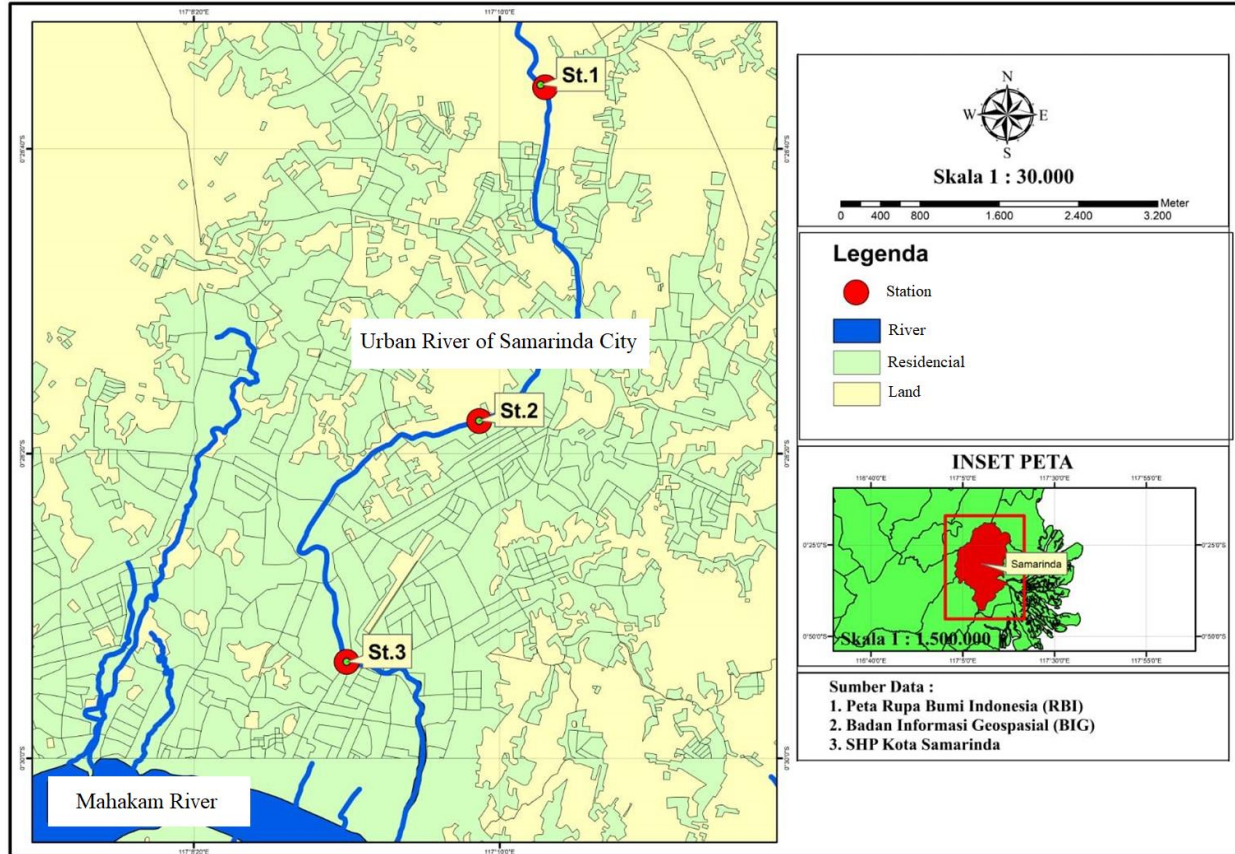 117°8'20"E
117°10'0"E
0°26'40"S
0°26'40"S
0°28'20"S
0°28'20"S
0°30'0"S
0°30'0"S
St.1
Urban River of Samarinda City
St.2
St.3
Mahakam River
117°8'20"E
117°10'0"E
N
W
E
S
Skala 1 : 30.000
Meter
0 200 400 800 1.600 2.400 3.200
Legenda
Station
River
Residencial
Land
INSET PETA
116°40'0"E 117°5'0"E 117°30'0"E 117°55'0"E
0°25'0"S
0°25'0"S
Samarinda
0°50'0"S
0°50'0"S
Skala 1 : 1.500.000
116°40'0"E 117°5'0"E 117°30'0"E 117°55'0"E
Sumber Data :
1. Peta Rupa Bumi Indonesia (RBI)
2. Badan Informasi Geospasial (BIG)
3. SHP Kota Samarinda